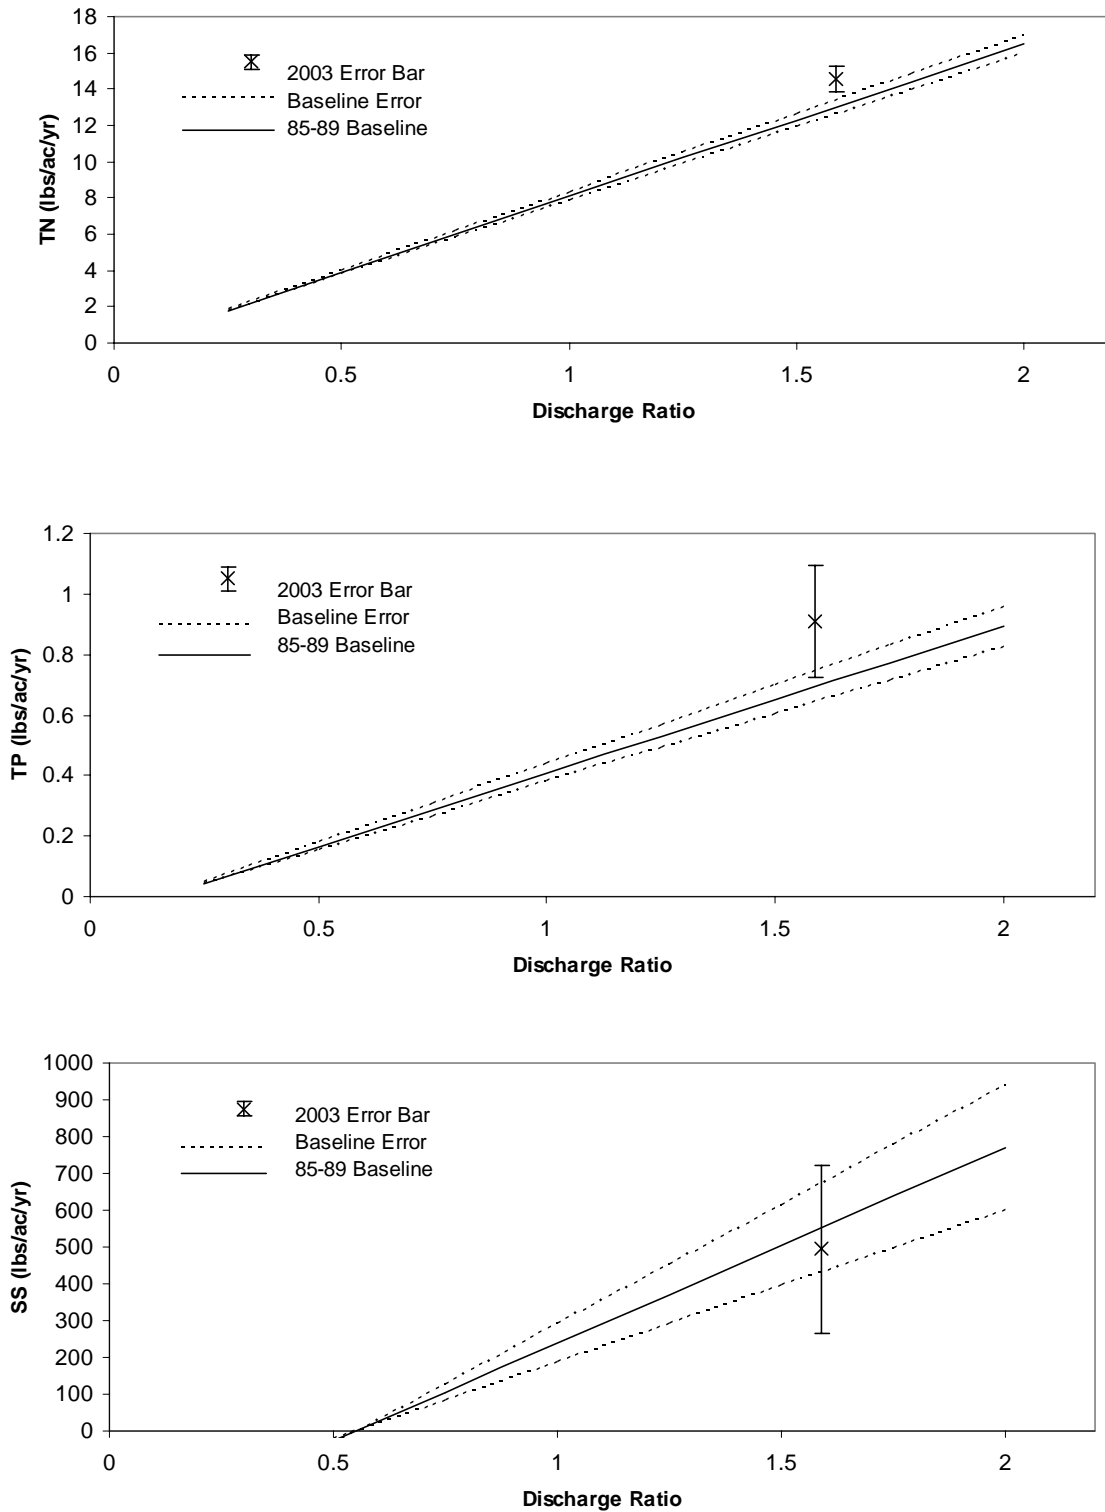 18
16
14
12
10
8
6
4
2
0
TN (lbs/ac/yr)
2003 Error Bar
Baseline Error
85-89 Baseline
0 0.5 1 1.5 2
Discharge Ratio
1.2
1
0.8
0.6
0.4
0.2
0
TP (lbs/ac/yr)
2003 Error Bar
Baseline Error
85-89 Baseline
0 0.5 1 1.5 2
Discharge Ratio
1000
900
800
700
600
500
400
300
200
100
0
SS (lbs/ac/yr)
2003 Error Bar
Baseline Error
85-89 Baseline
0 0.5 1 1.5 2
Discharge Ratio